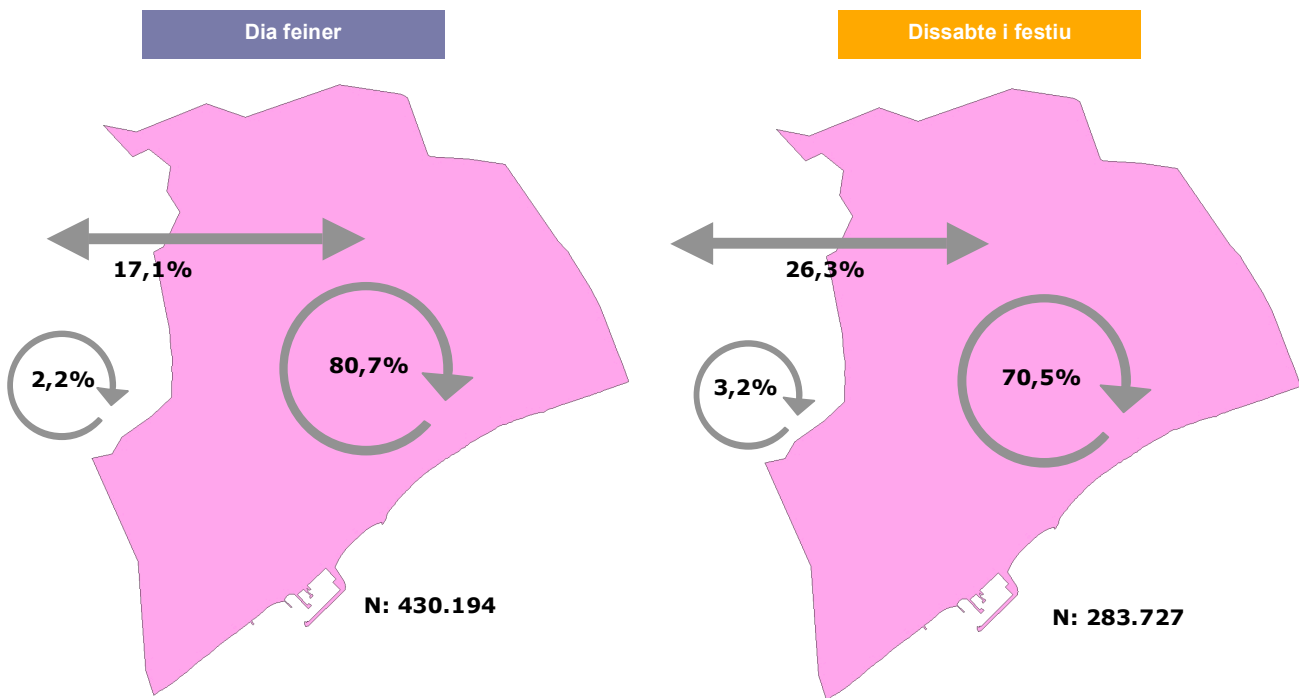 Dia feiner
17,1%
2,2%
80,7%
N: 430.194
Dissabte i festiu
26,3%
3,2%
70,5%
N: 283.727